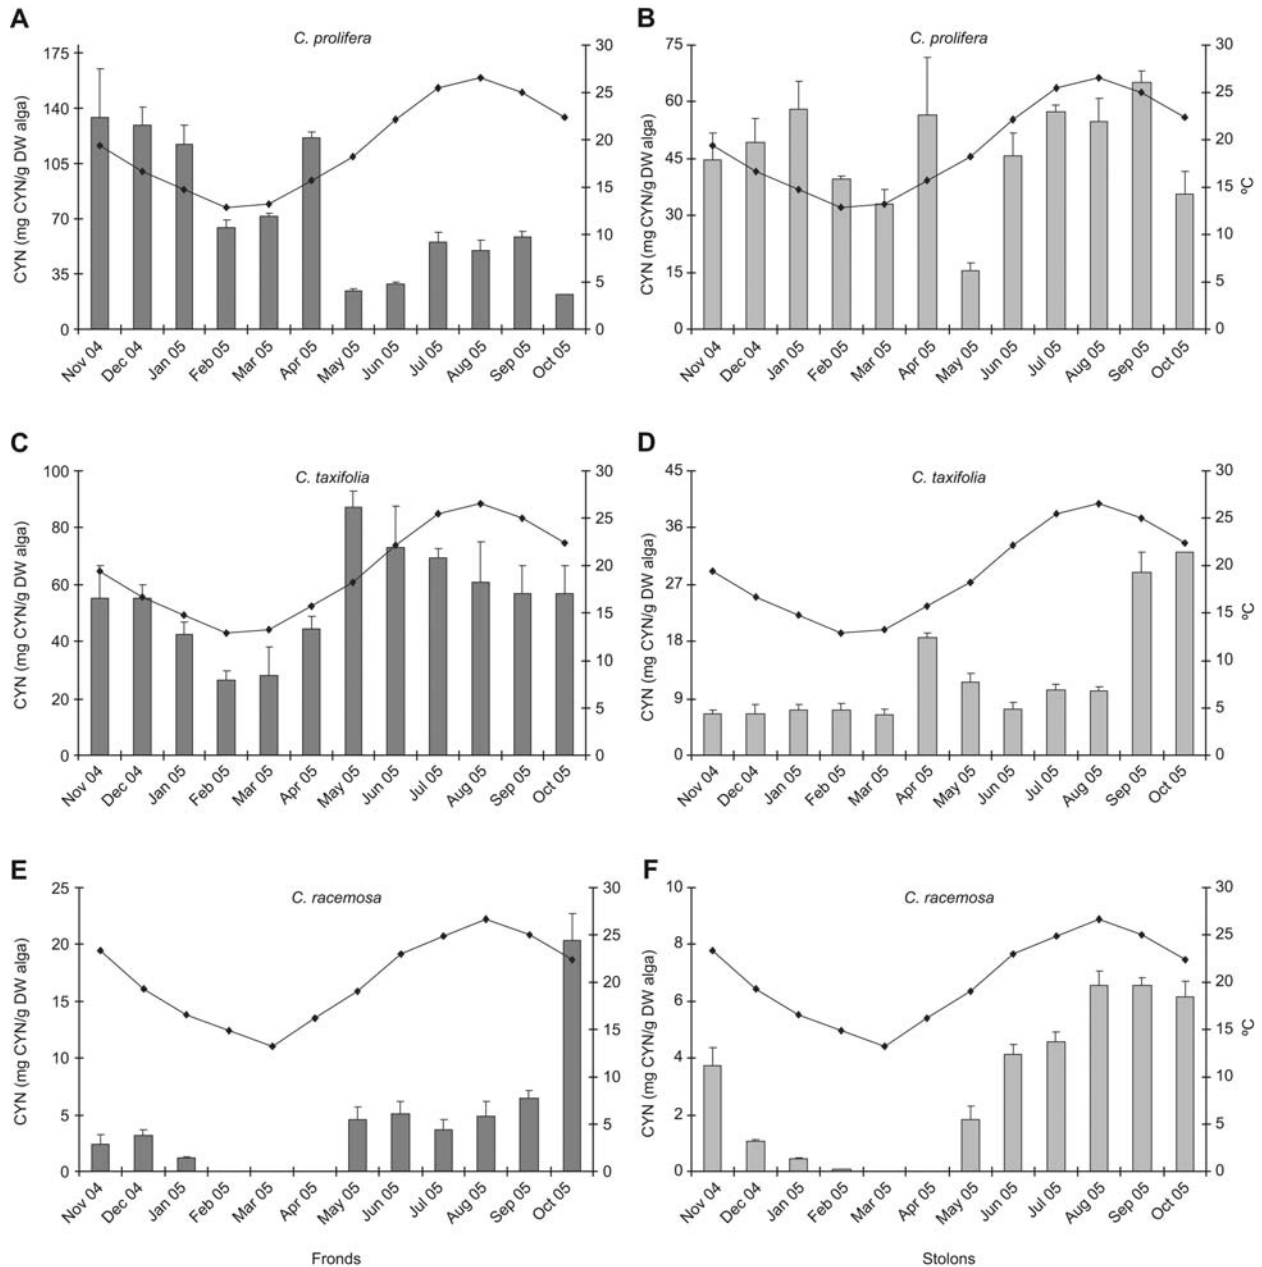 A
C. prolifera
CYN (mg CYN/g DW alga)
175
140
105
70
35
0
30
25
20
15
10
5
0
Nov 04
Dec 04
Jan 05
Feb 05
Mar 05
Apr 05
May 05
Jun 05
Jul 05
Aug 05
Sep 05
Oct 05
B
C. prolifera
CYN (mg CYN/g DW alga)
75
60
45
30
15
0
30
25
20
15
10
5
0
ºC
Nov 04
Dec 04
Jan 05
Feb 05
Mar 05
Apr 05
May 05
Jun 05
Jul 05
Aug 05
Sep 05
Oct 05
C
C. taxifolia
CYN (mg CYN/g DW alga)
100
80
60
40
20
0
30
25
20
15
10
5
0
Nov 04
Dec 04
Jan 05
Feb 05
Mar 05
Apr 05
May 05
Jun 05
Jul 05
Aug 05
Sep 05
Oct 05
D
C. taxifolia
CYN (mg CYN/g DW alga)
45
36
27
18
9
0
30
25
20
15
10
5
0
ºC
Nov 04
Dec 04
Jan 05
Feb 05
Mar 05
Apr 05
May 05
Jun 05
Jul 05
Aug 05
Sep 05
Oct 05
E
C. racemosa
CYN (mg CYN/g DW alga)
25
20
15
10
5
0
30
25
20
15
10
5
0
Nov 04
Dec 04
Jan 05
Feb 05
Mar 05
Apr 05
May 05
Jun 05
Jul 05
Aug 05
Sep 05
Oct 05
Fronds
F
C. racemosa
CYN (mg CYN/g DW alga)
10
8
6
4
2
0
30
25
20
15
10
5
0
ºC
Nov 04
Dec 04
Jan 05
Feb 05
Mar 05
Apr 05
May 05
Jun 05
Jul 05
Aug 05
Sep 05
Oct 05
Stolons